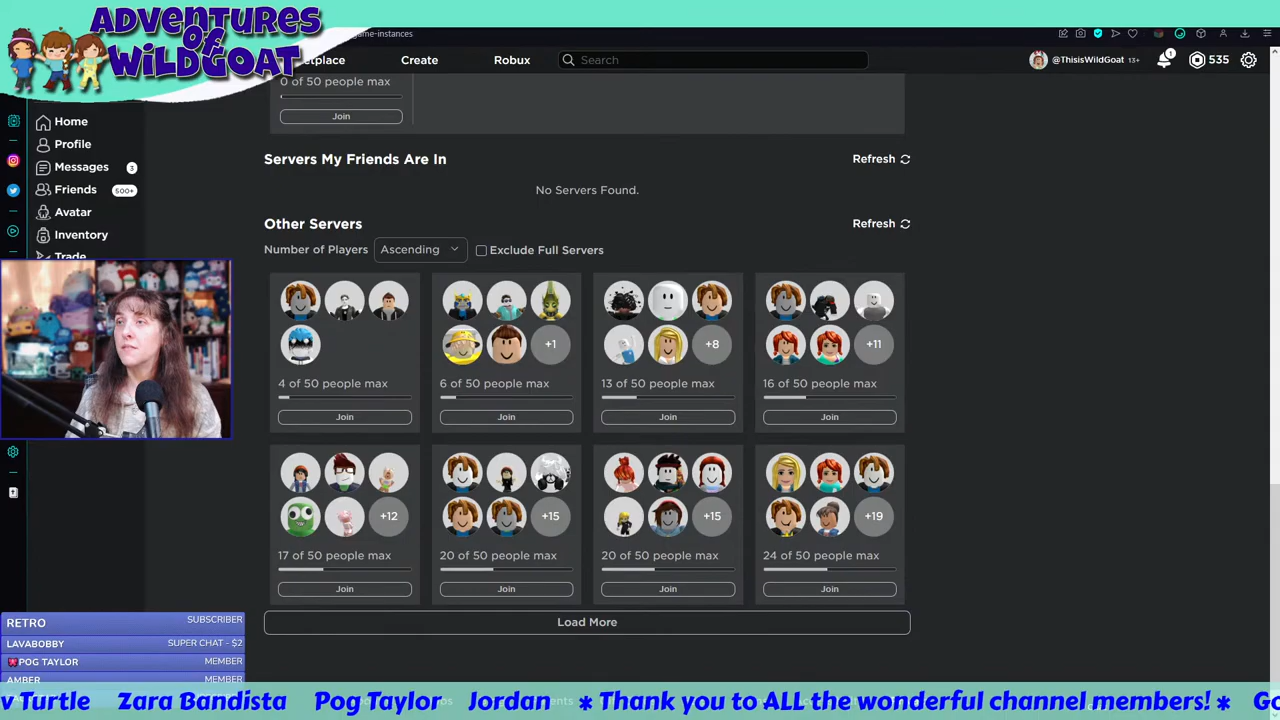 ADVENTURES
OF
WILDGOAT
game-instances
Create
Robux
Search
@ThisisWildGoat 13+
1
535
0 of 50 people max
Join
Home
Profile
Messages 3
Friends 500+
Avatar
Inventory
Trade
Servers My Friends Are In
Refresh
No Servers Found.
Other Servers
Refresh
Number of Players
Ascending
Exclude Full Servers
+1
+8
+11
4 of 50 people max
6 of 50 people max
13 of 50 people max
16 of 50 people max
Join
Join
Join
Join
+12
+15
+15
+19
17 of 50 people max
20 of 50 people max
20 of 50 people max
24 of 50 people max
Join
Join
Join
Join
Load More
RETRO SUBSCRIBER
LAVABOBBY SUPER CHAT - $2
POG TAYLOR MEMBER
AMBER MEMBER
v Turtle Zara Bandista Pog Taylor Jordan * Thank you to ALL the wonderful channel members! *